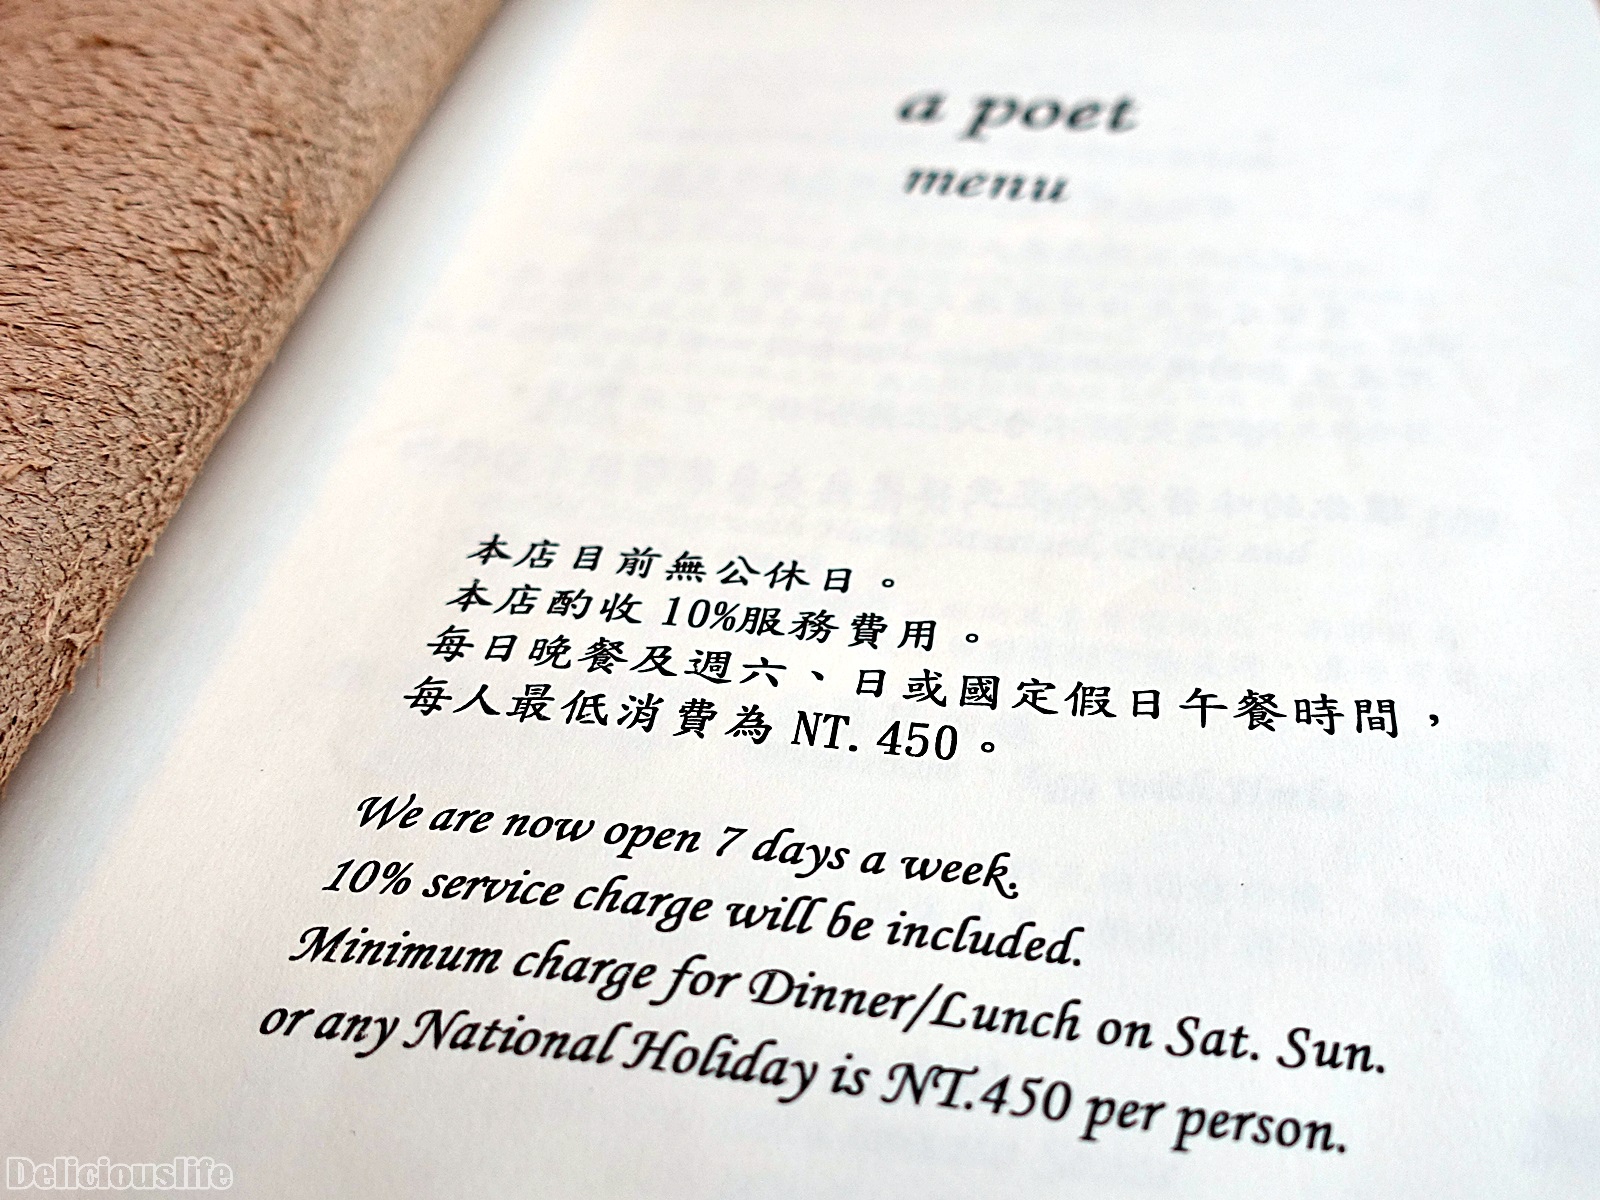 a poet
menu
本店目前無公休日。
本店酌收 10%服務費用。
每日晚餐及週六、日或國定假日午餐時間，
每人最低消費為 NT. 450。
We are now open 7 days a week.
10% service charge will be included.
Minimum charge for Dinner/Lunch on Sat. Sun.
or any National Holiday is NT.450 per person.
Deliciouslife